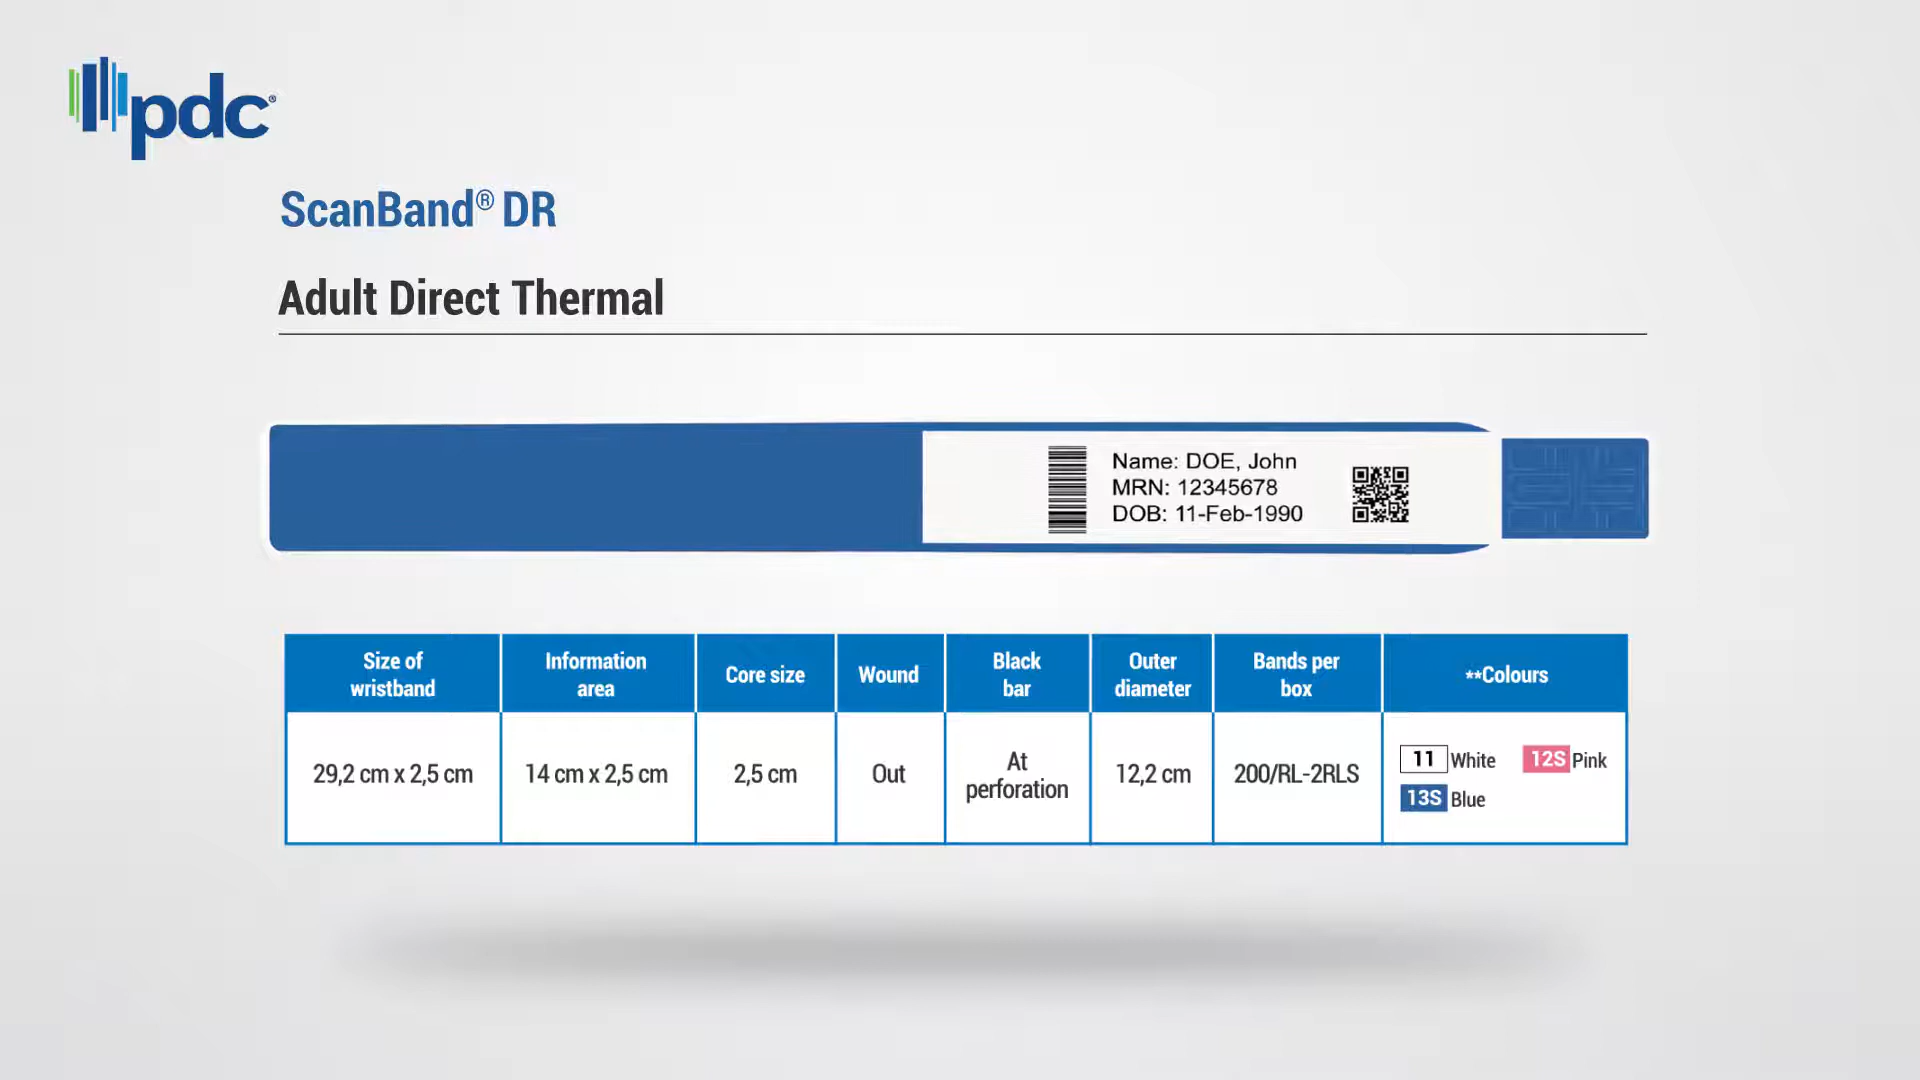 pdc®
ScanBand® DR
Adult Direct Thermal
Name: DOE, John
MRN: 12345678
DOB: 11-Feb-1990
Size of
wristband
Information
area
Core size
Wound
Black
bar
Outer
diameter
Bands per
box
**Colours
29,2 cm x 2,5 cm
14 cm x 2,5 cm
2,5 cm
Out
At
perforation
12,2 cm
200/RL-2RLS
11 White
12S Pink
13S Blue